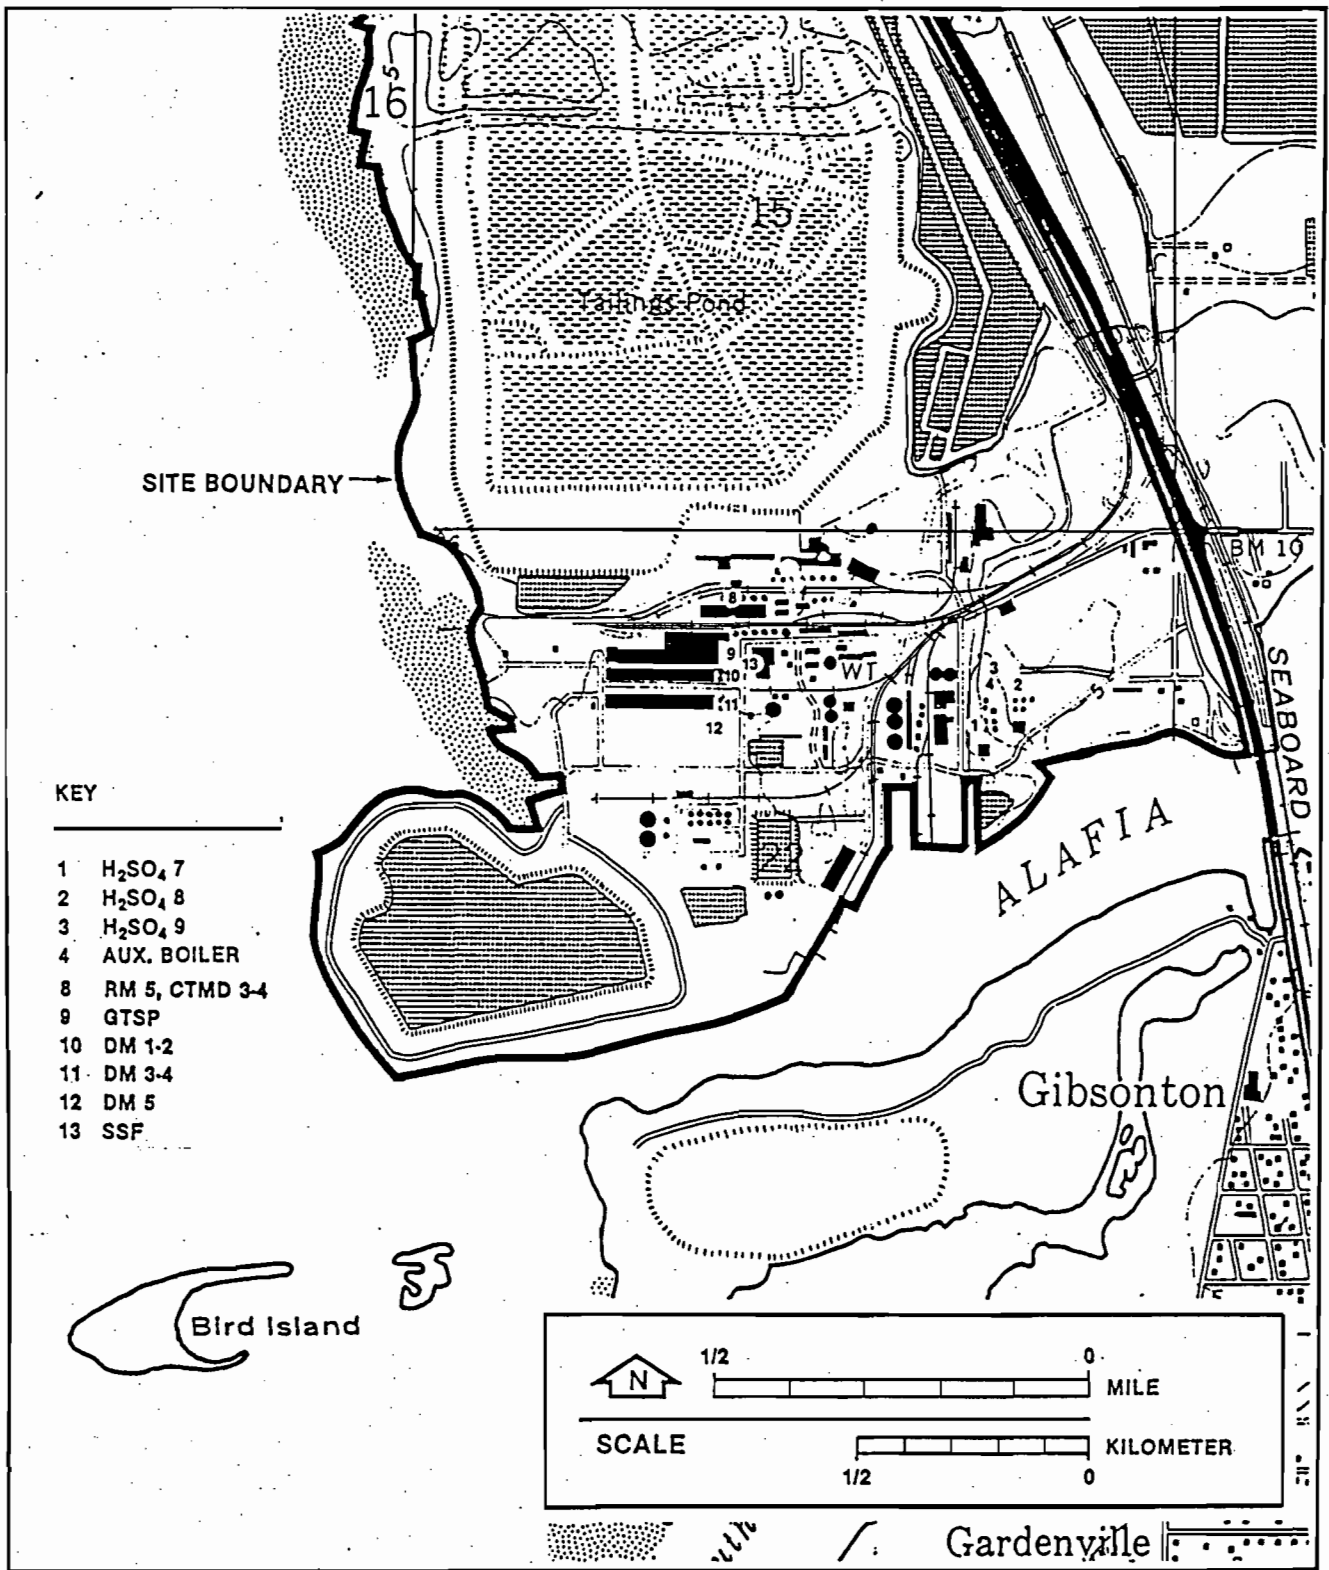 16
5
15
Tailings Pond
SITE BOUNDARY
BM 10
8
9
13
WT
10
11
12
3
4
2
1
5
SEABOARD
KEY
1 H₂SO₄ 7
2 H₂SO₄ 8
3 H₂SO₄ 9
4 AUX. BOILER
8 RM 5, CTMD 3-4
9 GTSP
10 DM 1-2
11 DM 3-4
12 DM 5
13 SSF
22
ALAFIA
Gibsonton
Bird Island
N
1/2 0
MILE
SCALE
KILOMETER
1/2 0
Gardenville